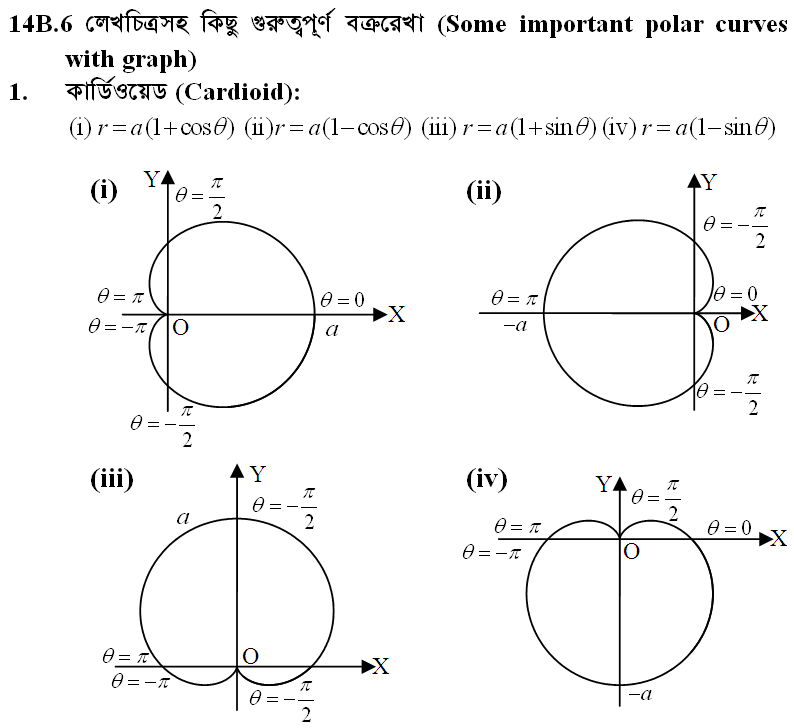 14B.6 লেখচিত্রসহ কিছু গুরুত্বপূর্ণ বক্ররেখা (Some important polar curves
with graph)
1. কার্ডিওয়েড (Cardioid):
(i) r = a(1+cosθ) (ii) r = a(1−cosθ) (iii) r = a(1+sinθ) (iv) r = a(1−sinθ)
(i)
Y
θ = π/2
θ = π
θ = −π
O
θ = 0
a
X
θ = −π/2
(ii)
Y
θ = −π/2
θ = π
−a
θ = 0
O
X
θ = −π/2
(iii)
Y
θ = −π/2
a
O
θ = π
θ = −π
X
θ = −π/2
(iv)
Y
θ = π/2
θ = π
θ = −π
θ = 0
X
O
−a